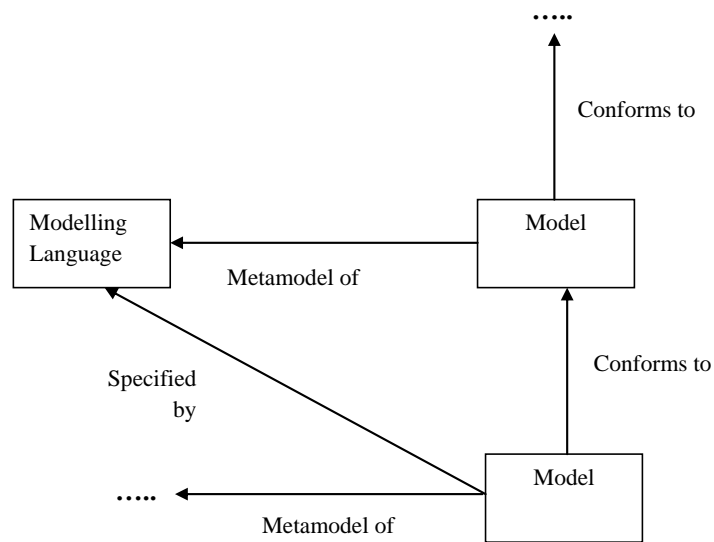 …..
Conforms to
Modelling
Language
Model
Metamodel of
Specified
by
Conforms to
Model
…..
Metamodel of